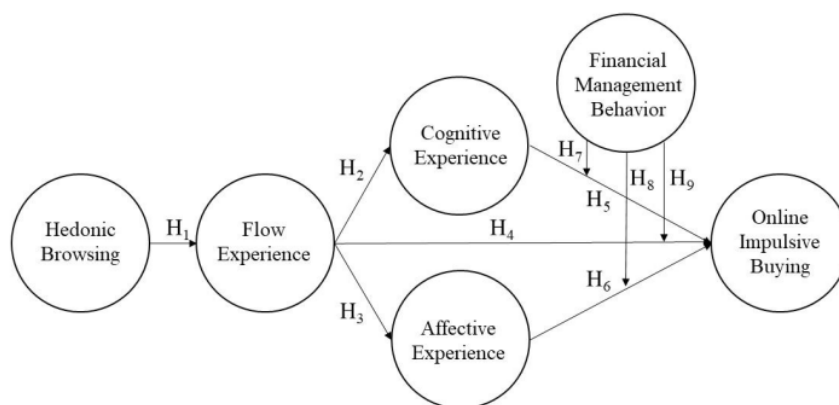 Financial
Management
Behavior
Cognitive
Experience
H7
H2
H8
H9
H5
Hedonic
Browsing
H1
Flow
Experience
H4
Online
Impulsive
Buying
H6
H3
Affective
Experience